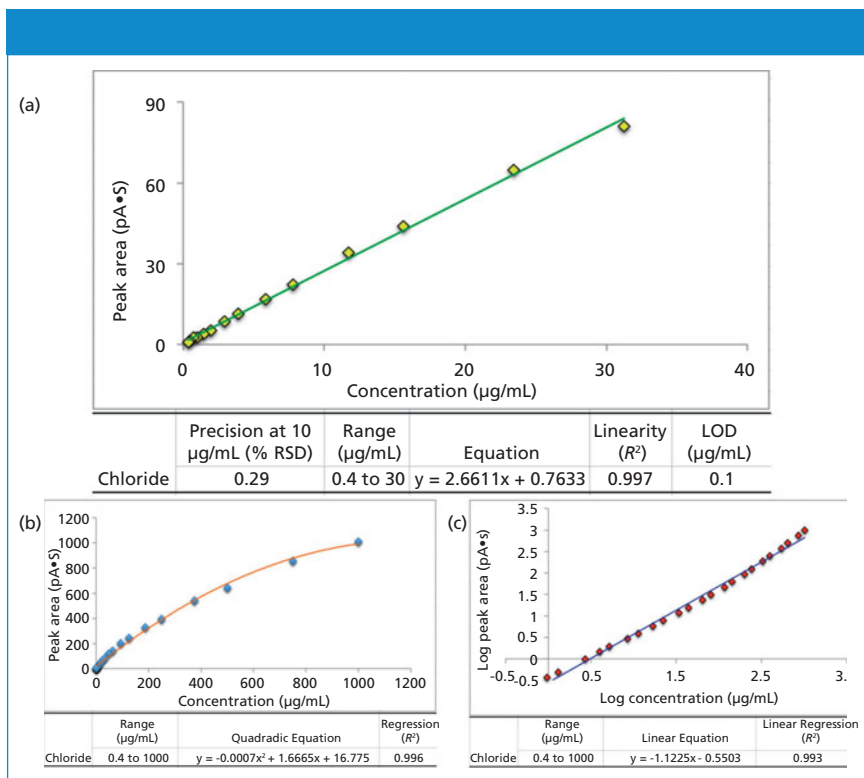 (a)
90
60
30
0
Peak area (pA•S)
0 10 20 30 40
Concentration (µg/mL)
Precision at 10 µg/mL (% RSD) Range (µg/mL) Equation Linearity (R²) LOD (µg/mL)
Chloride 0.29 0.4 to 30 y = 2.6611x + 0.7633 0.997 0.1
(b)
1200
1000
800
600
400
200
0
Peak area (pA•S)
0 200 400 600 800 1000 1200
Concentration (µg/mL)
Range (µg/mL) Quadradic Equation Regression (R²)
Chloride 0.4 to 1000 y = -0.0007x² + 1.6665x + 16.775 0.996
(c)
3.5
3
2.5
2
1.5
1
0.5
0
-0.5
Log peak area (pA•s)
-0.5 0.5 1.5 2.5 3.
Log concentration (µg/mL)
Range (µg/mL) Linear Equation Linear Regression (R²)
Chloride 0.4 to 1000 y = -1.1225x- 0.5503 0.993